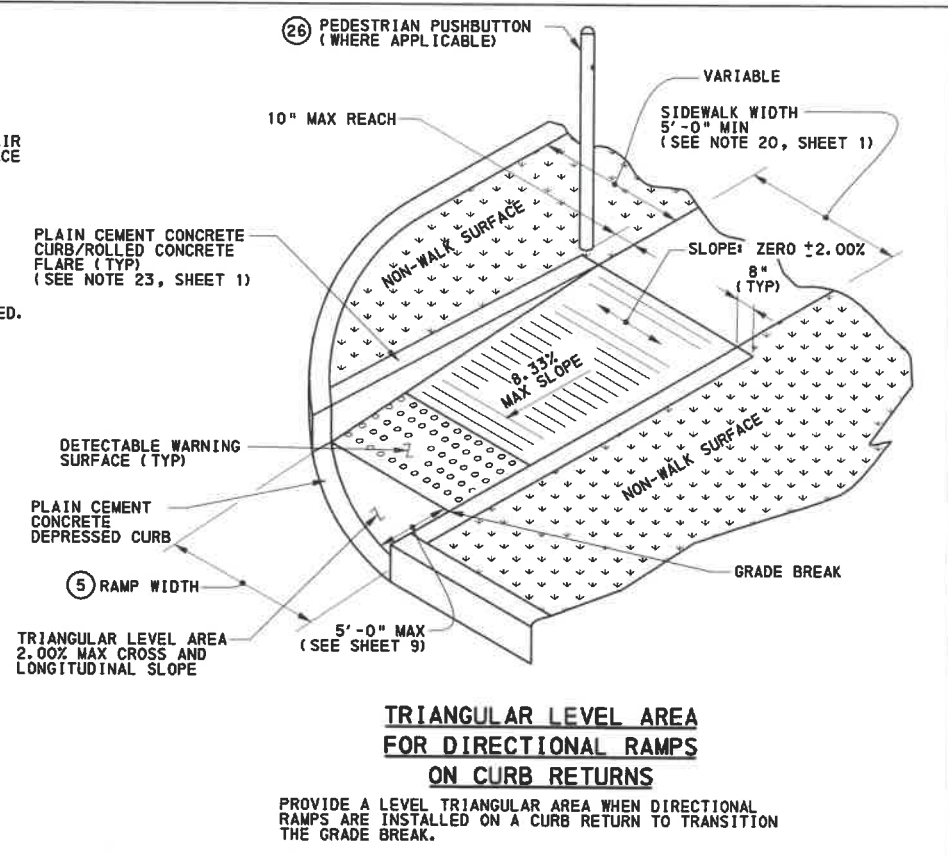 26 PEDESTRIAN PUSHBUTTON
(WHERE APPLICABLE)
VARIABLE
10" MAX REACH
SIDEWALK WIDTH
5'-0" MIN
(SEE NOTE 20, SHEET 1)
PLAIN CEMENT CONCRETE
CURB/ROLLED CONCRETE
FLARE (TYP)
(SEE NOTE 23, SHEET 1)
NON-WALK SURFACE
SLOPE: ZERO ±2.00%
8"
(TYP)
ED.
8.33%
MAX SLOPE
DETECTABLE WARNING
SURFACE (TYP)
NON-WALK SURFACE
PLAIN CEMENT
CONCRETE
DEPRESSED CURB
GRADE BREAK
5 RAMP WIDTH
5'-0" MAX
(SEE SHEET 9)
TRIANGULAR LEVEL AREA
2.00% MAX CROSS AND
LONGITUDINAL SLOPE
TRIANGULAR LEVEL AREA
FOR DIRECTIONAL RAMPS
ON CURB RETURNS
PROVIDE A LEVEL TRIANGULAR AREA WHEN DIRECTIONAL
RAMPS ARE INSTALLED ON A CURB RETURN TO TRANSITION
THE GRADE BREAK.